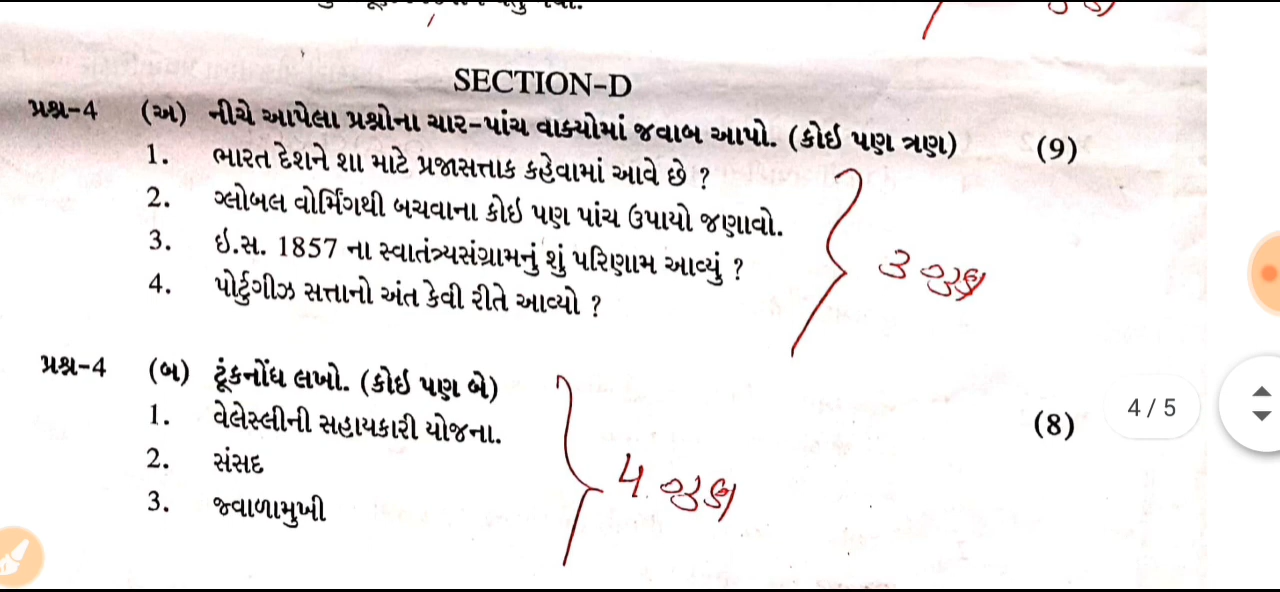 SECTION-D
પ્રશ્ન-4 (અ) નીચે આપેલા પ્રશ્નોના ચાર-પાંચ વાક્યોમાં જવાબ આપો. (કોઇ પણ ત્રણ) (9)
1. ભારત દેશને શા માટે પ્રજાસત્તાક કહેવામાં આવે છે ?
2. ગ્લોબલ વોર્મિંગથી બચવાના કોઇ પણ પાંચ ઉપાયો જણાવો.
3. ઇ.સ. 1857 ના સ્વાતંત્ર્યસંગ્રામનું શું પરિણામ આવ્યું ?
4. પોર્ટુગીઝ સત્તાનો અંત કેવી રીતે આવ્યો ?
3 ગુણ
પ્રશ્ન-4 (બ) ટૂંકનોંધ લખો. (કોઇ પણ બે) (8)
1. વેલેસ્લીની સહાયકારી યોજના.
2. સંસદ
3. જ્વાળામુખી
4 ગુણ
4 / 5